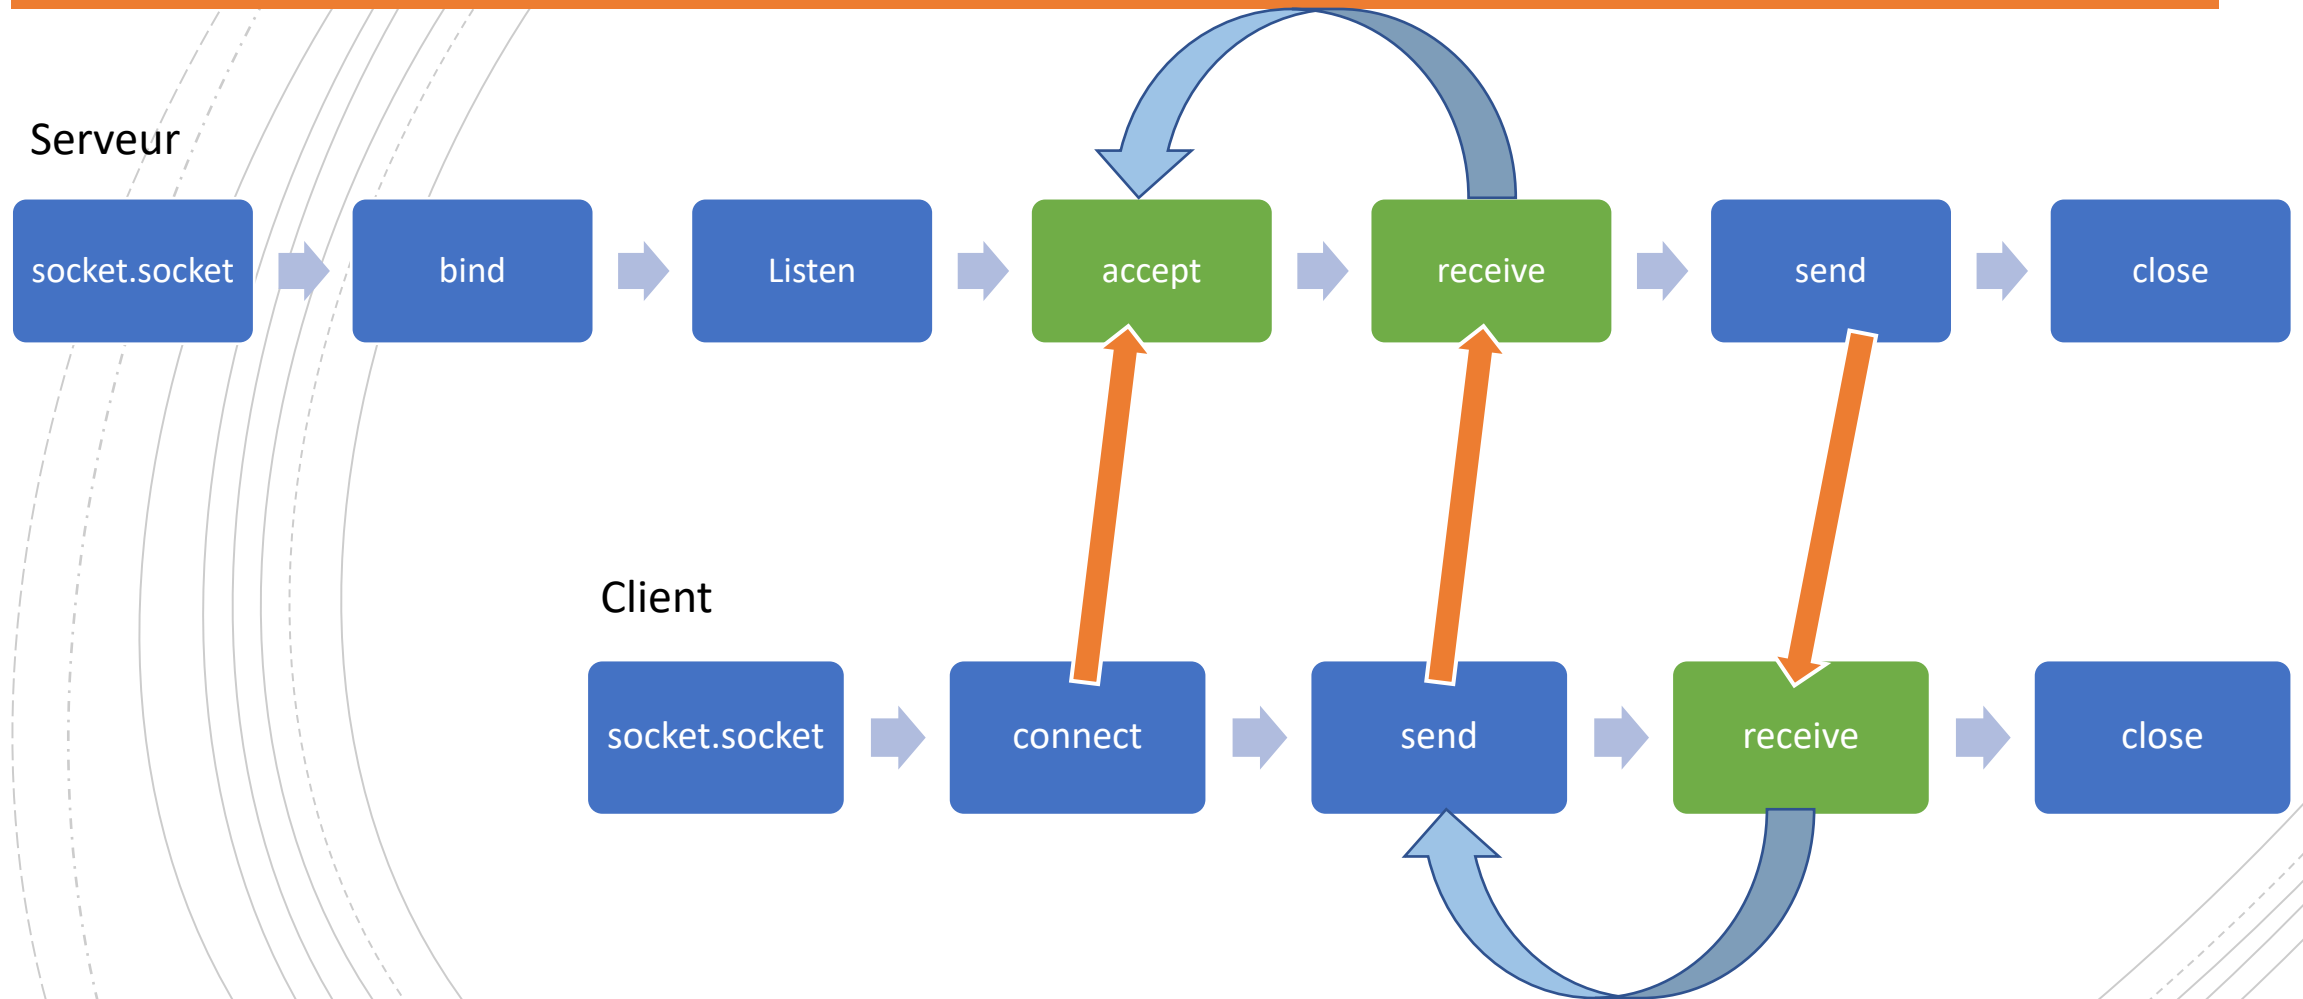 Serveur
socket.socket
bind
Listen
accept
receive
send
close
Client
socket.socket
connect
send
receive
close